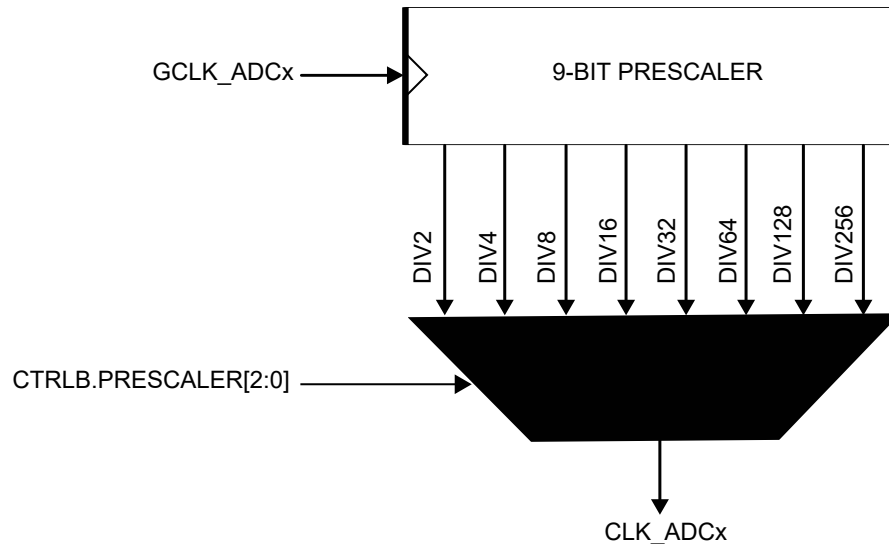 GCLK_ADCx
9-BIT PRESCALER
DIV2
DIV4
DIV8
DIV16
DIV32
DIV64
DIV128
DIV256
CTRLB.PRESCALER[2:0]
CLK_ADCx